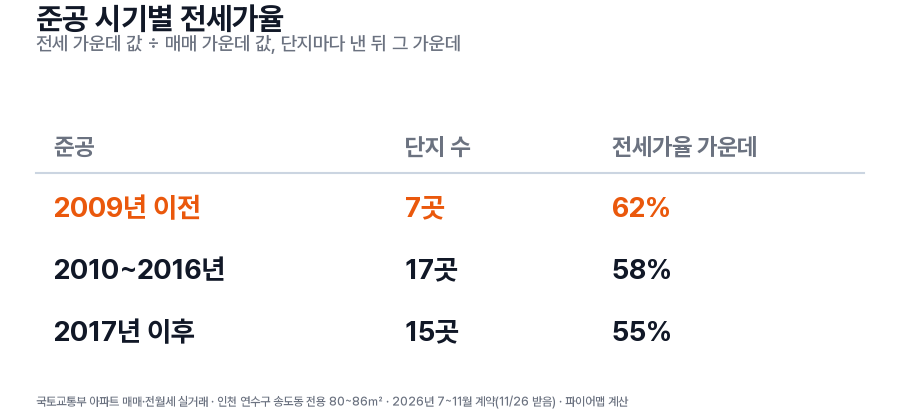 준공 시기별 전세가율
전세 가운데 값 ÷ 매매 가운데 값, 단지마다 낸 뒤 그 가운데
준공 단지 수 전세가율 가운데
2009년 이전 7곳 62%
2010~2016년 17곳 58%
2017년 이후 15곳 55%
국토교통부 아파트 매매·전월세 실거래 · 인천 연수구 송도동 전용 80~86m² · 2026년 7~11월 계약(11/26 받음) · 파이어맵 계산